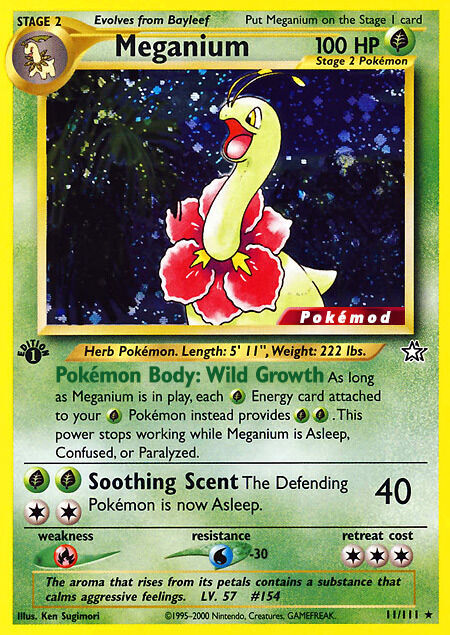 STAGE 2 Evolves from Bayleef Put Meganium on the Stage 1 card
Meganium 100 HP
Stage 2 Pokémon
Pokémod
EDITION
1
Herb Pokémon. Length: 5' 11", Weight: 222 lbs.
Pokémon Body: Wild Growth As long
as Meganium is in play, each Energy card attached
to your Pokémon instead provides . This
power stops working while Meganium is Asleep,
Confused, or Paralyzed.
Soothing Scent The Defending
Pokémon is now Asleep.
40
weakness resistance retreat cost
-30
The aroma that rises from its petals contains a substance that
calms aggressive feelings. LV. 57 #154
Illus. Ken Sugimori ©1995-2000 Nintendo, Creatures, GAMEFREAK. 11/111